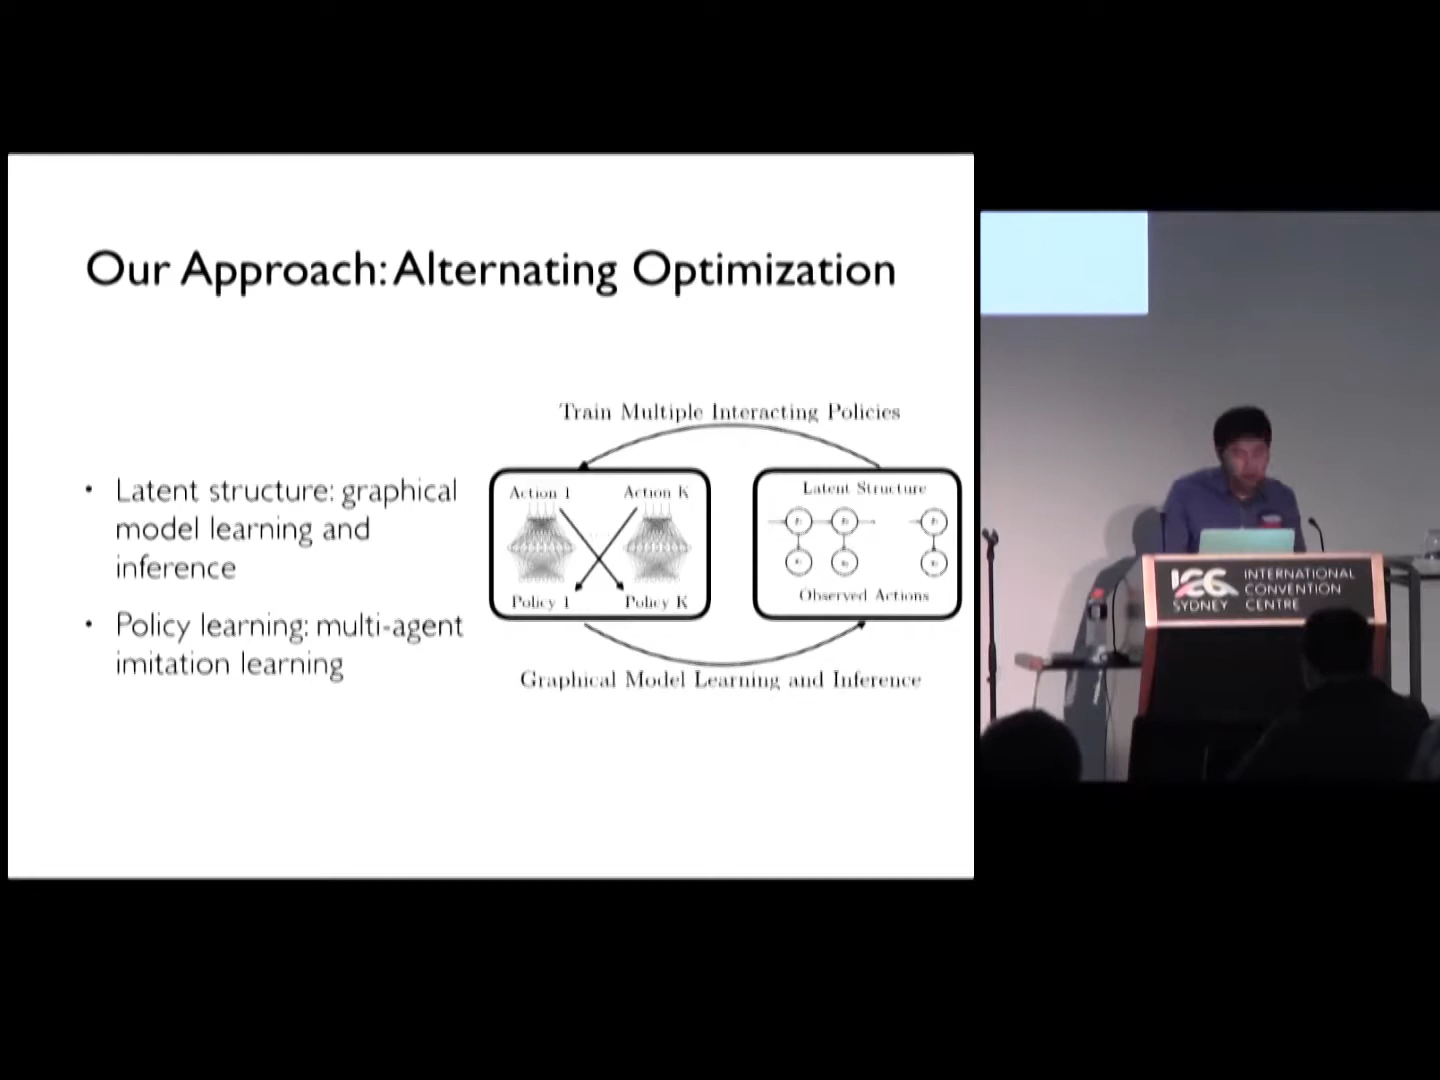 Our Approach: Alternating Optimization
• Latent structure: graphical
model learning and
inference
• Policy learning: multi-agent
imitation learning
Train Multiple Interacting Policies
Action 1 Action K
Policy 1 Policy K
Latent Structure
Observed Actions
Graphical Model Learning and Inference
ICC SYDNEY
INTERNATIONAL
CONVENTION
CENTRE